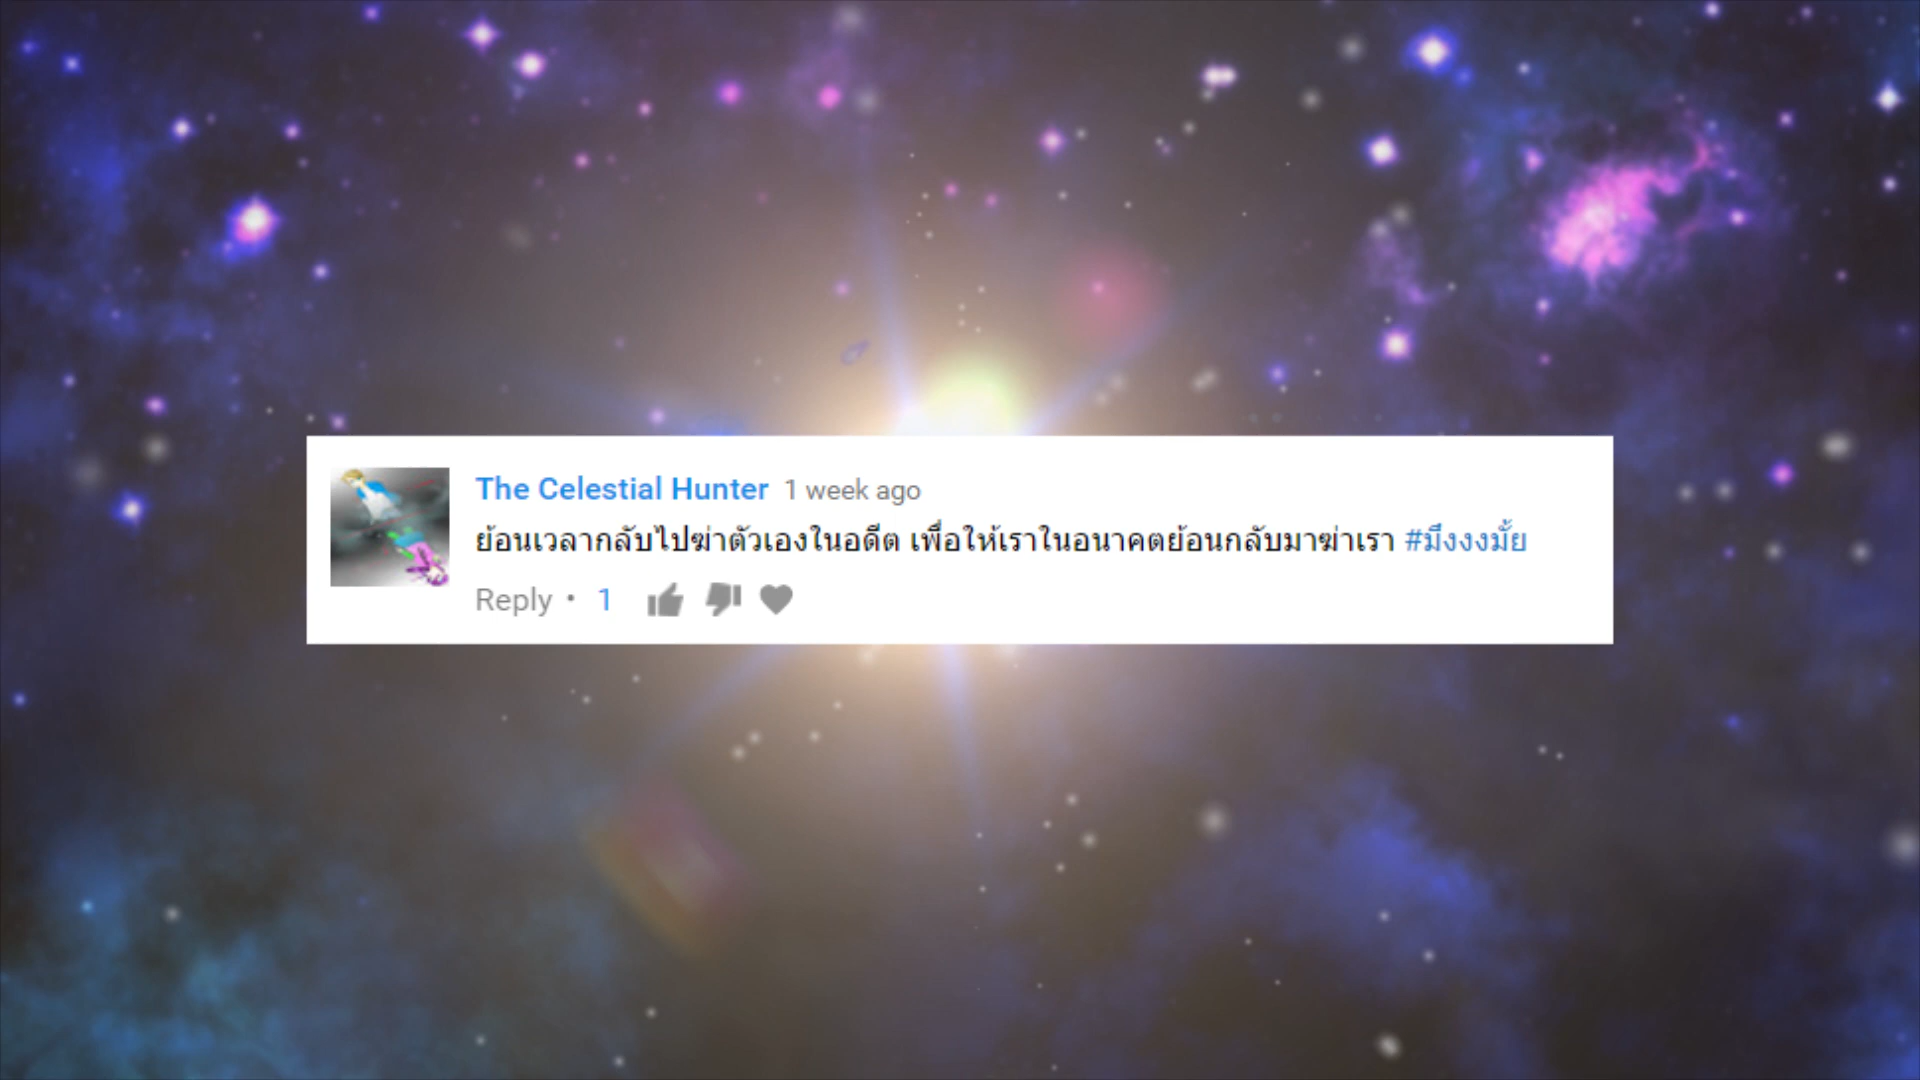 The Celestial Hunter 1 week ago
ย้อนเวลากลับไปฆ่าตัวเองในอดีต เพื่อให้เราในอนาคตย้อนกลับมาฆ่าเรา #มึงงงมั้ย
Reply • 1